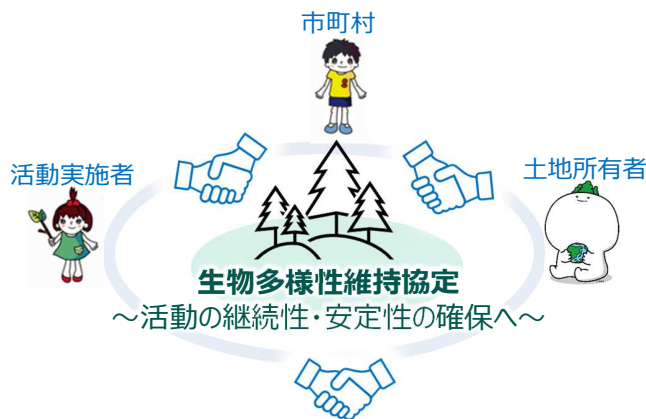 市町村
活動実施者
土地所有者
生物多様性維持協定
～活動の継続性・安定性の確保へ～